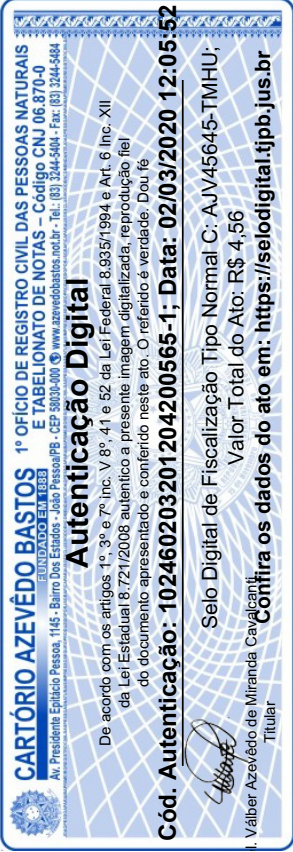 CARTÓRIO AZEVÊDO BASTOS
FUNDADO EM 1888
1º OFÍCIO DE REGISTRO CIVIL DAS PESSOAS NATURAIS
E TABELIONATO DE NOTAS – Código CNJ 06.870-0
Av. Presidente Epitácio Pessoa, 1145 - Bairro Dos Estados - João Pessoa/PB - CEP 58030-000 www.azevedobastos.not.br - Tel.: (83) 3244-5404 - Fax: (83) 3244-5484
Autenticação Digital
De acordo com os artigos 1º, 3º e 7º inc. V 8º, 41 e 52 da Lei Federal 8.935/1994 e Art. 6 Inc. XII
da Lei Estadual 8.721/2008 autentico a presente imagem digitalizada, reprodução fiel
do documento apresentado e conferido neste ato. O referido é verdade. Dou fé
Cód. Autenticação: 102460203201204200565-1; Data: 02/03/2020 12:05:52
Selo Digital de Fiscalização Tipo Normal C: AJV45645-TMHU;
Valor Total do Ato: R$ 4,56
l. Válber Azevêdo de Miranda Cavalcanti
Titular
Confira os dados do ato em: https://selodigital.tjpb.jus.br